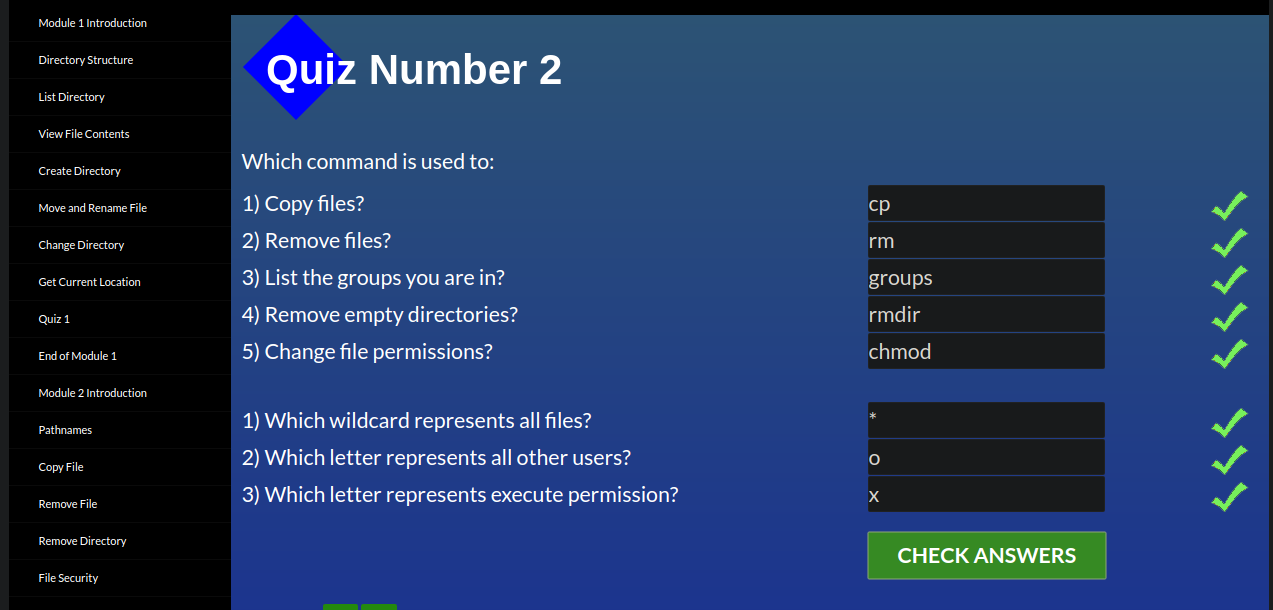 Module 1 Introduction
Directory Structure
List Directory
View File Contents
Create Directory
Move and Rename File
Change Directory
Get Current Location
Quiz 1
End of Module 1
Module 2 Introduction
Pathnames
Copy File
Remove File
Remove Directory
File Security
Quiz Number 2
Which command is used to:
1) Copy files? cp
2) Remove files? rm
3) List the groups you are in? groups
4) Remove empty directories? rmdir
5) Change file permissions? chmod
1) Which wildcard represents all files? *
2) Which letter represents all other users? o
3) Which letter represents execute permission? x
CHECK ANSWERS